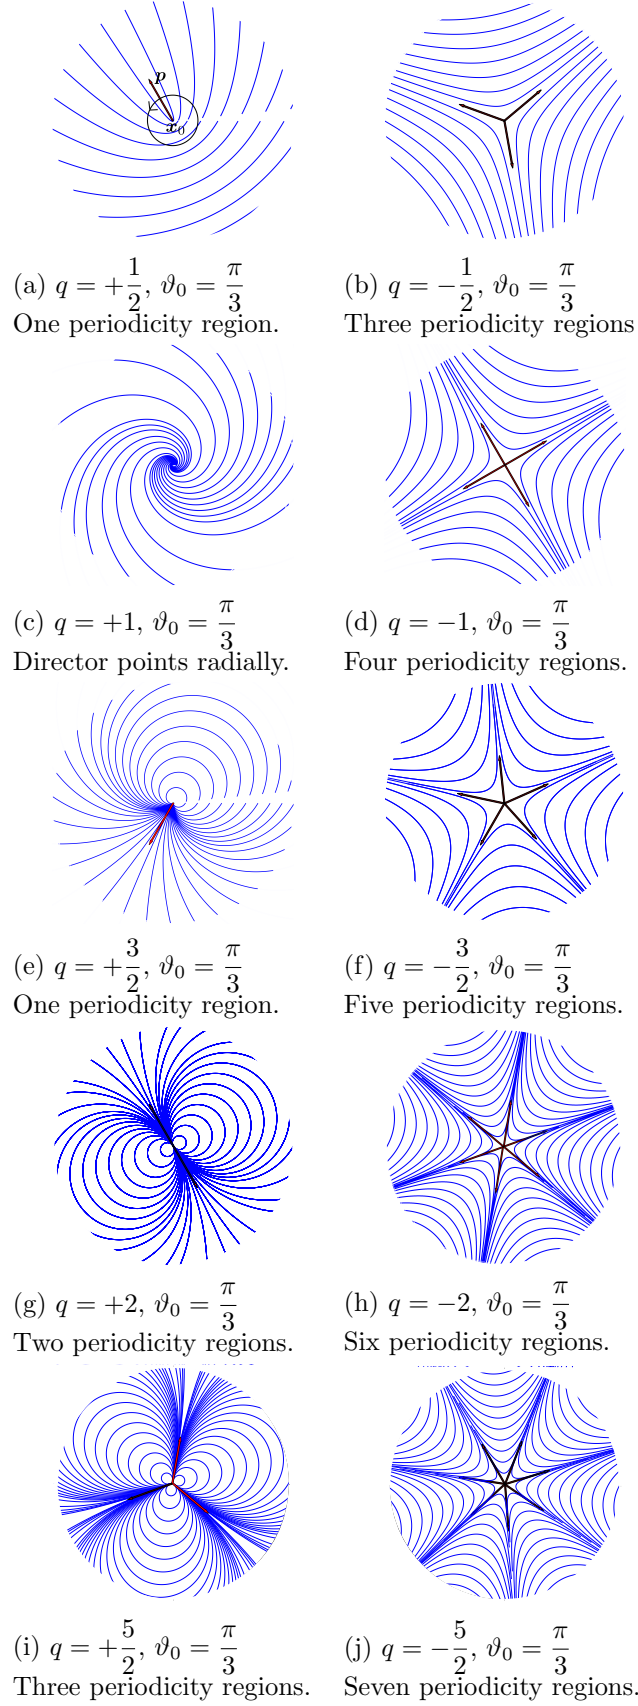 p
x₀
(a) q = +1/2, ϑ₀ = π/3
One periodicity region.
(b) q = −1/2, ϑ₀ = π/3
Three periodicity regions
(c) q = +1, ϑ₀ = π/3
Director points radially.
(d) q = −1, ϑ₀ = π/3
Four periodicity regions.
(e) q = +3/2, ϑ₀ = π/3
One periodicity region.
(f) q = −3/2, ϑ₀ = π/3
Five periodicity regions.
(g) q = +2, ϑ₀ = π/3
Two periodicity regions.
(h) q = −2, ϑ₀ = π/3
Six periodicity regions.
(i) q = +5/2, ϑ₀ = π/3
Three periodicity regions.
(j) q = −5/2, ϑ₀ = π/3
Seven periodicity regions.